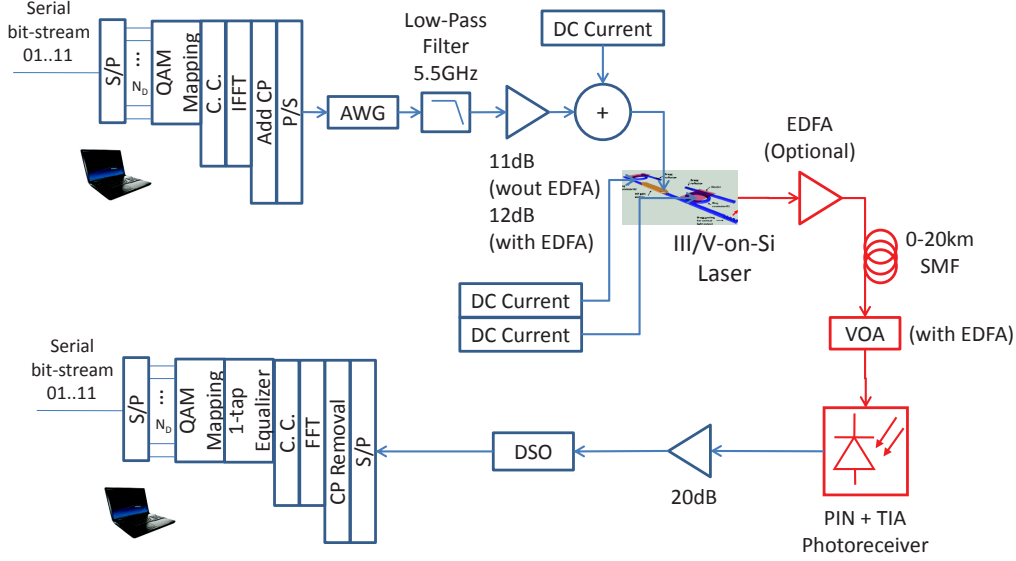 Serial
bit-stream
01..11
S/P
...
N_D
QAM
Mapping
C. C.
IFFT
Add CP
P/S
AWG
Low-Pass
Filter
5.5GHz
DC Current
+
11dB
(wout EDFA)
12dB
(with EDFA)
III/V-on-Si
Laser
EDFA
(Optional)
0-20km
SMF
DC Current
DC Current
VOA
(with EDFA)
Serial
bit-stream
01..11
S/P
...
N_D
QAM
Mapping
1-tap
Equalizer
C. C.
FFT
CP Removal
S/P
DSO
20dB
PIN + TIA
Photoreceiver